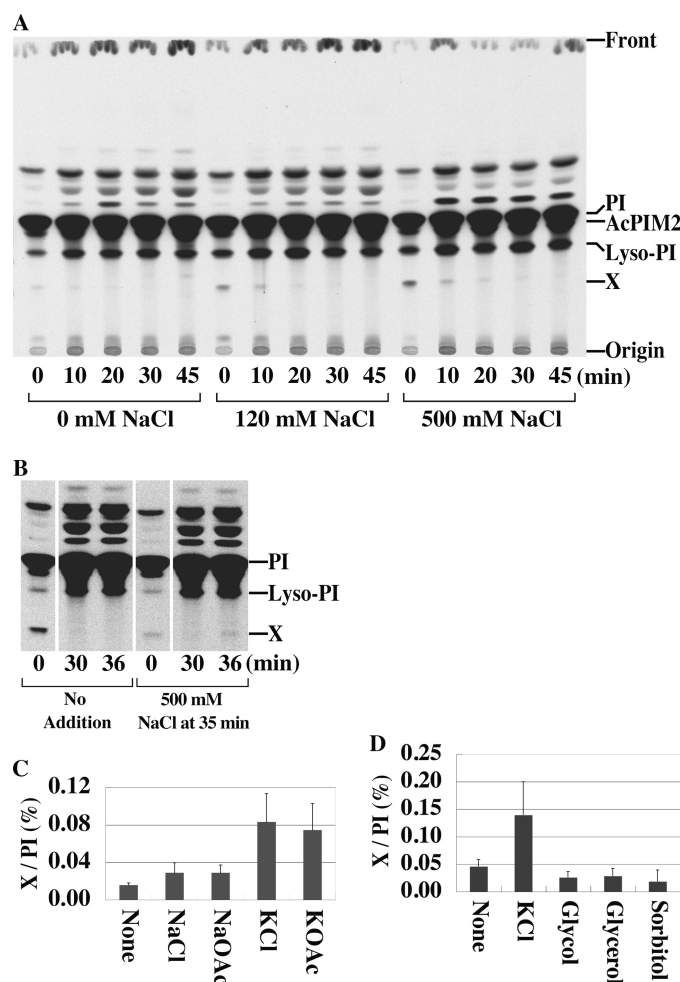 A
Front
PI
AcPIM2
Lyso-PI
X
Origin
0 10 20 30 45 0 10 20 30 45 0 10 20 30 45 (min)
0 mM NaCl 120 mM NaCl 500 mM NaCl
B
PI
Lyso-PI
X
0 30 36 0 30 36 (min)
No Addition
500 mM NaCl at 35 min
C
X / PI (%)
0.12
0.08
0.04
0.00
None NaCl NaOAc KCl KOAc
D
X / PI (%)
0.25
0.20
0.15
0.10
0.05
0.00
None KCl Glycol Glycerol Sorbitol